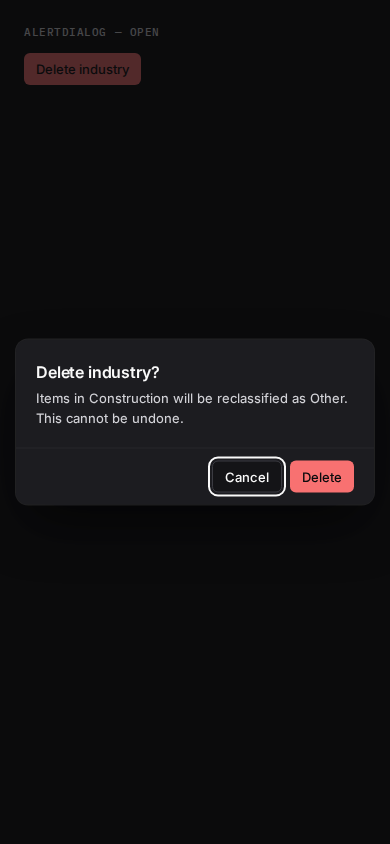 ALERTDIALOG — OPEN
Delete industry
Delete industry?
Items in Construction will be reclassified as Other.
This cannot be undone.
Cancel
Delete